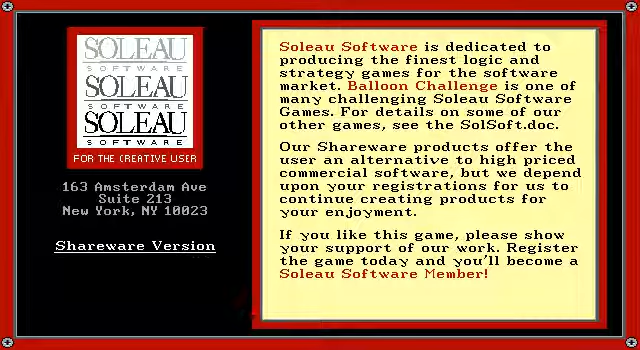 SOLEAU
SOFTWARE
SOLEAU
SOFTWARE
SOLEAU
SOFTWARE
FOR THE CREATIVE USER
163 Amsterdam Ave
Suite 213
New York, NY 10023
Shareware Version
Soleau Software is dedicated to
producing the finest logic and
strategy games for the software
market. Balloon Challenge is one of
many challenging Soleau Software
Games. For details on some of our
other games, see the SolSoft.doc.
Our Shareware products offer the
user an alternative to high priced
commercial software, but we depend
upon your registrations for us to
continue creating products for
your enjoyment.
If you like this game, please show
your support of our work. Register
the game today and you'll become a
Soleau Software Member!